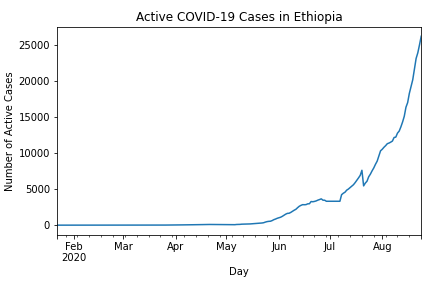 Active COVID-19 Cases in Ethiopia
Number of Active Cases
25000
20000
15000
10000
5000
0
Feb
2020
Mar
Apr
May
Jun
Jul
Aug
Day